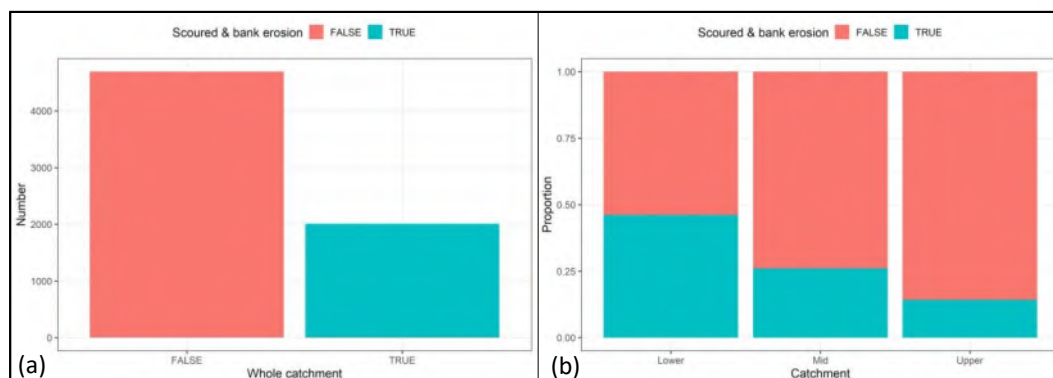 Scoured & bank erosion FALSE TRUE
4000
3000
2000
1000
0
Number
FALSE TRUE
Whole catchment
(a)
Scoured & bank erosion FALSE TRUE
1.00
0.75
0.50
0.25
0.00
Proportion
Lower Mid Upper
Catchment
(b)